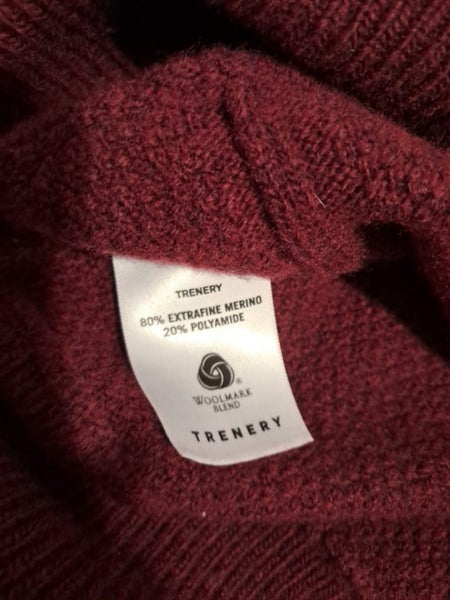 TRENERY
80% EXTRAFINE MERINO
20% POLYAMIDE
®
WOOLMARK
BLEND
TRENERY